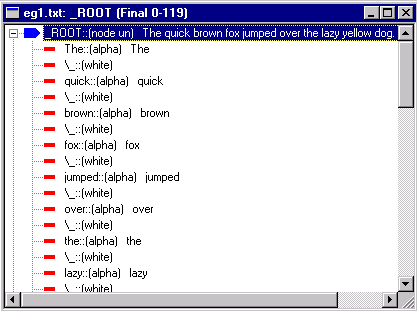 eg1.txt: _ROOT (Final 0-119)
_ROOT::(node un) The quick brown fox jumped over the lazy yellow dog.
The::(alpha) The
\_::(white)
quick::(alpha) quick
\_::(white)
brown::(alpha) brown
\_::(white)
fox::(alpha) fox
\_::(white)
jumped::(alpha) jumped
\_::(white)
over::(alpha) over
\_::(white)
the::(alpha) the
\_::(white)
lazy::(alpha) lazy
\_::(white)